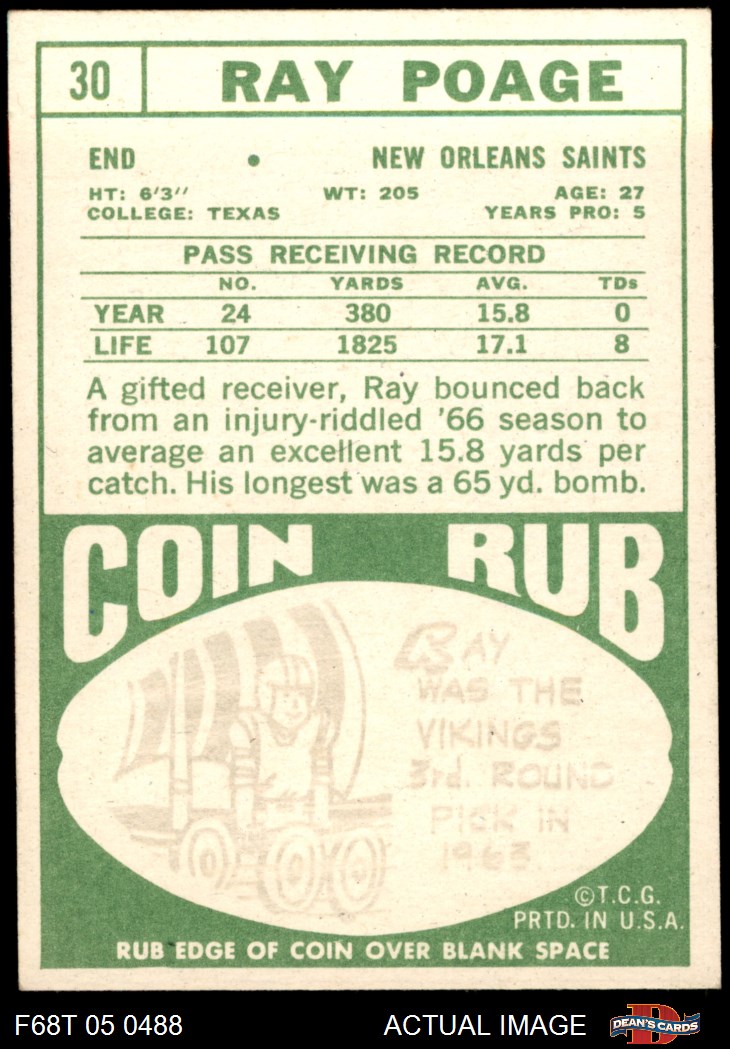 30 RAY POAGE
END • NEW ORLEANS SAINTS
HT: 6'3" WT: 205 AGE: 27
COLLEGE: TEXAS YEARS PRO: 5
PASS RECEIVING RECORD
NO. YARDS AVG. TDs
YEAR 24 380 15.8 0
LIFE 107 1825 17.1 8
A gifted receiver, Ray bounced back
from an injury-riddled '66 season to
average an excellent 15.8 yards per
catch. His longest was a 65 yd. bomb.
COIN RUB
RAY
WAS THE
VIKINGS
3rd. ROUND
PICK IN
1963
©T.C.G.
PRTD. IN U.S.A.
RUB EDGE OF COIN OVER BLANK SPACE
F68T 05 0488 ACTUAL IMAGE DEAN'S CARDS